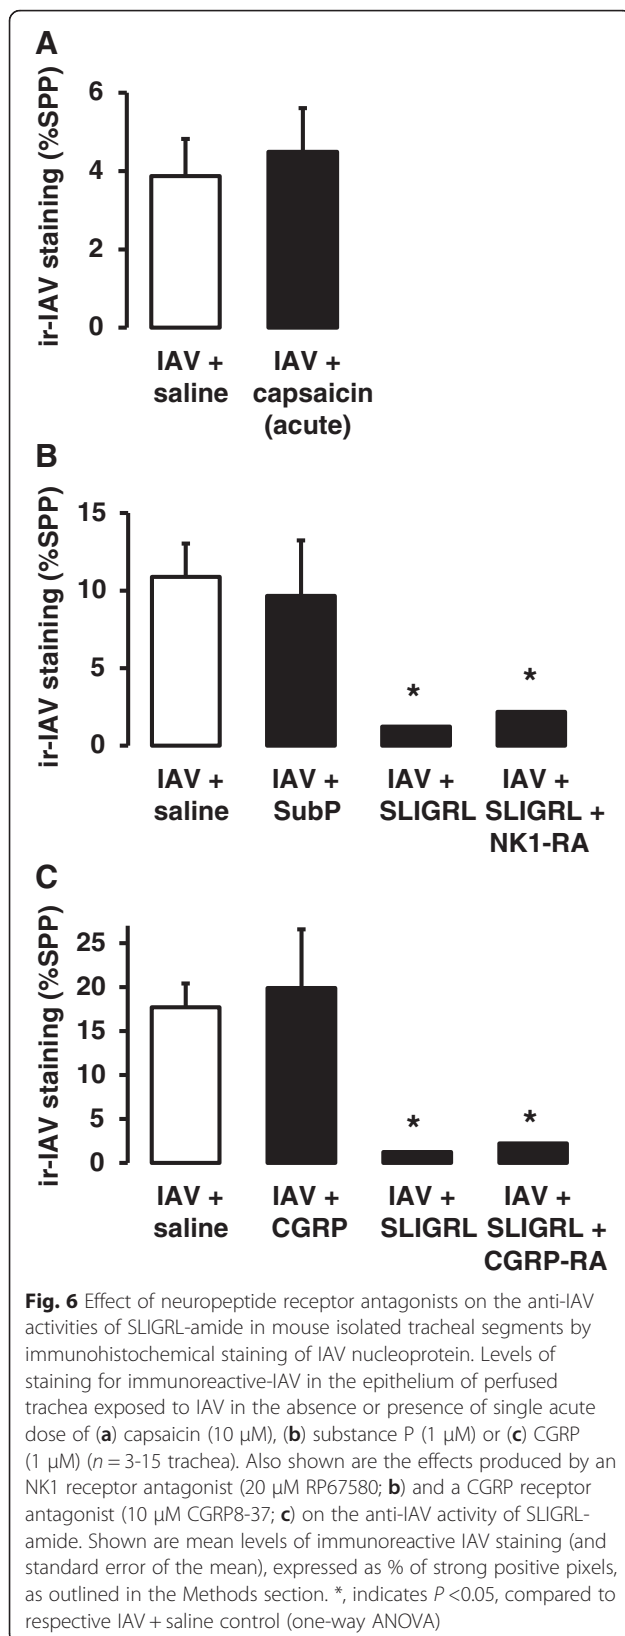 A
ir-IAV staining (%SPP)
6
4
2
0
IAV +
saline
IAV +
capsaicin
(acute)
B
ir-IAV staining (%SPP)
15
10
5
0
*
*
IAV +
saline
IAV +
SubP
IAV +
SLIGRL
IAV +
SLIGRL +
NK1-RA
C
ir-IAV staining (%SPP)
25
20
15
10
5
0
*
*
IAV +
saline
IAV +
CGRP
IAV +
SLIGRL
IAV +
SLIGRL +
CGRP-RA
Fig. 6 Effect of neuropeptide receptor antagonists on the anti-IAV
activities of SLIGRL-amide in mouse isolated tracheal segments by
immunohistochemical staining of IAV nucleoprotein. Levels of
staining for immunoreactive-IAV in the epithelium of perfused
trachea exposed to IAV in the absence or presence of single acute
dose of (a) capsaicin (10 μM), (b) substance P (1 μM) or (c) CGRP
(1 μM) (n = 3-15 trachea). Also shown are the effects produced by an
NK1 receptor antagonist (20 μM RP67580; b) and a CGRP receptor
antagonist (10 μM CGRP8-37; c) on the anti-IAV activity of SLIGRL-
amide. Shown are mean levels of immunoreactive IAV staining (and
standard error of the mean), expressed as % of strong positive pixels,
as outlined in the Methods section. *, indicates P <0.05, compared to
respective IAV + saline control (one-way ANOVA)